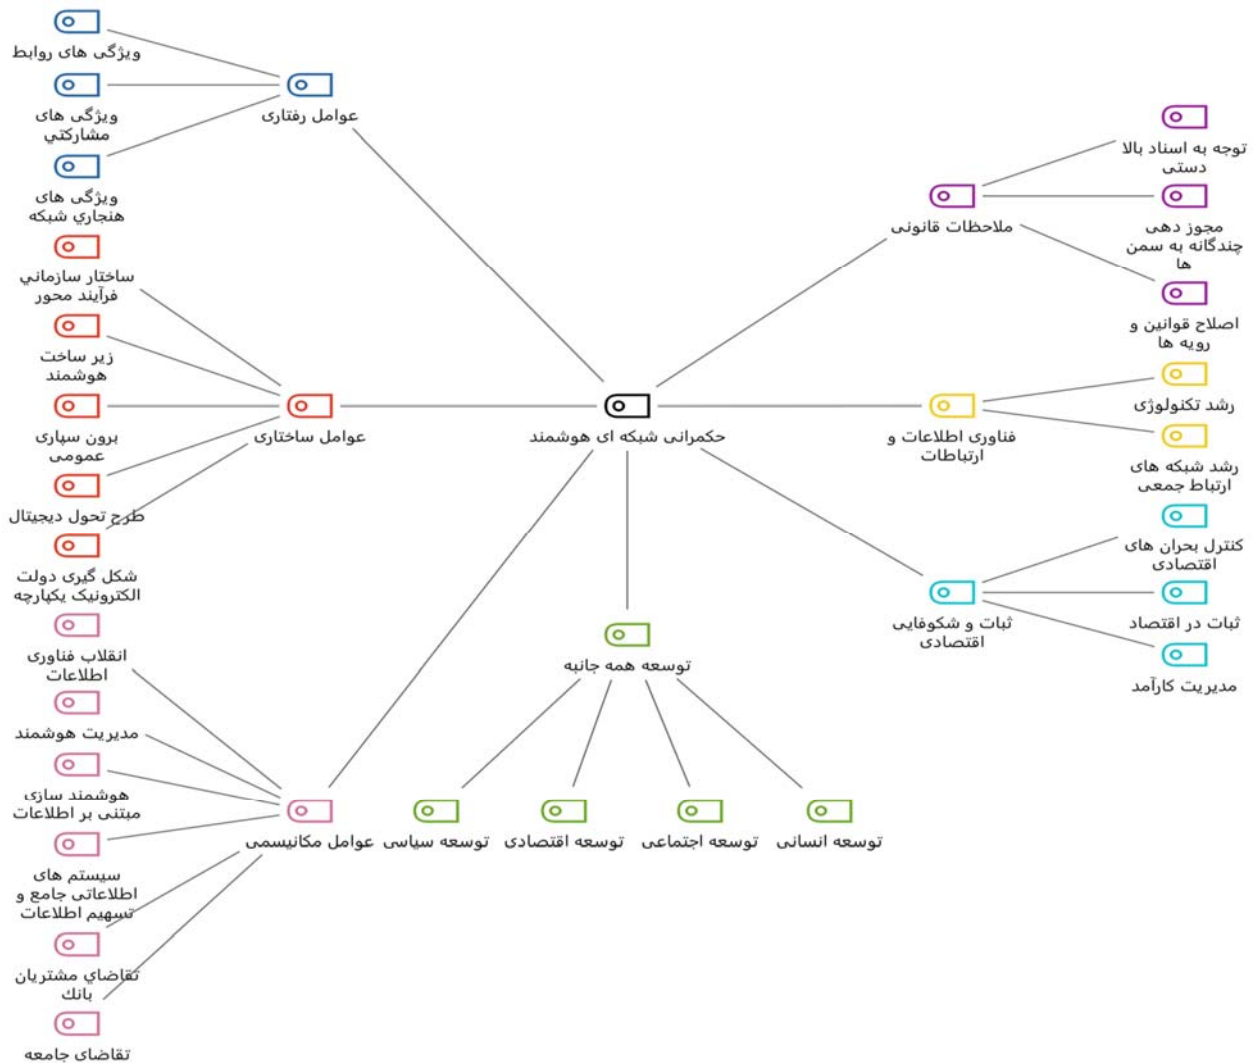 ویژگی های روابط
ویژگی های
مشارکتي
ویژگی های
هنجاري شبکه
عوامل رفتاری
ساختار سازماني
فرآیند محور
زیر ساخت
هوشمند
برون سپاری
عمومی
طرح تحول دیجیتال
شکل گیری دولت
الکترونیک یکپارچه
عوامل ساختاری
انقلاب فناوری
اطلاعات
مدیریت هوشمند
هوشمند سازی
مبتنی بر اطلاعات
سیستم های
اطلاعاتی جامع و
تسهیم اطلاعات
تقاضاي مشتریان
بانك
تقاضای جامعه
عوامل مکانیسمی
حکمرانی شبکه ای هوشمند
توسعه همه جانبه
توسعه سیاسی
توسعه اقتصادی
توسعه اجتماعی
توسعه انسانی
ملاحظات قانونی
توجه به اسناد بالا
دستی
مجوز دهی
چندگانه به سمن
ها
اصلاح قوانین و
رویه ها
فناوری اطلاعات و
ارتباطات
رشد تکنولوژی
رشد شبکه های
ارتباط جمعی
ثبات و شکوفایی
اقتصادی
کنترل بحران های
اقتصادی
ثبات در اقتصاد
مدیریت کارآمد